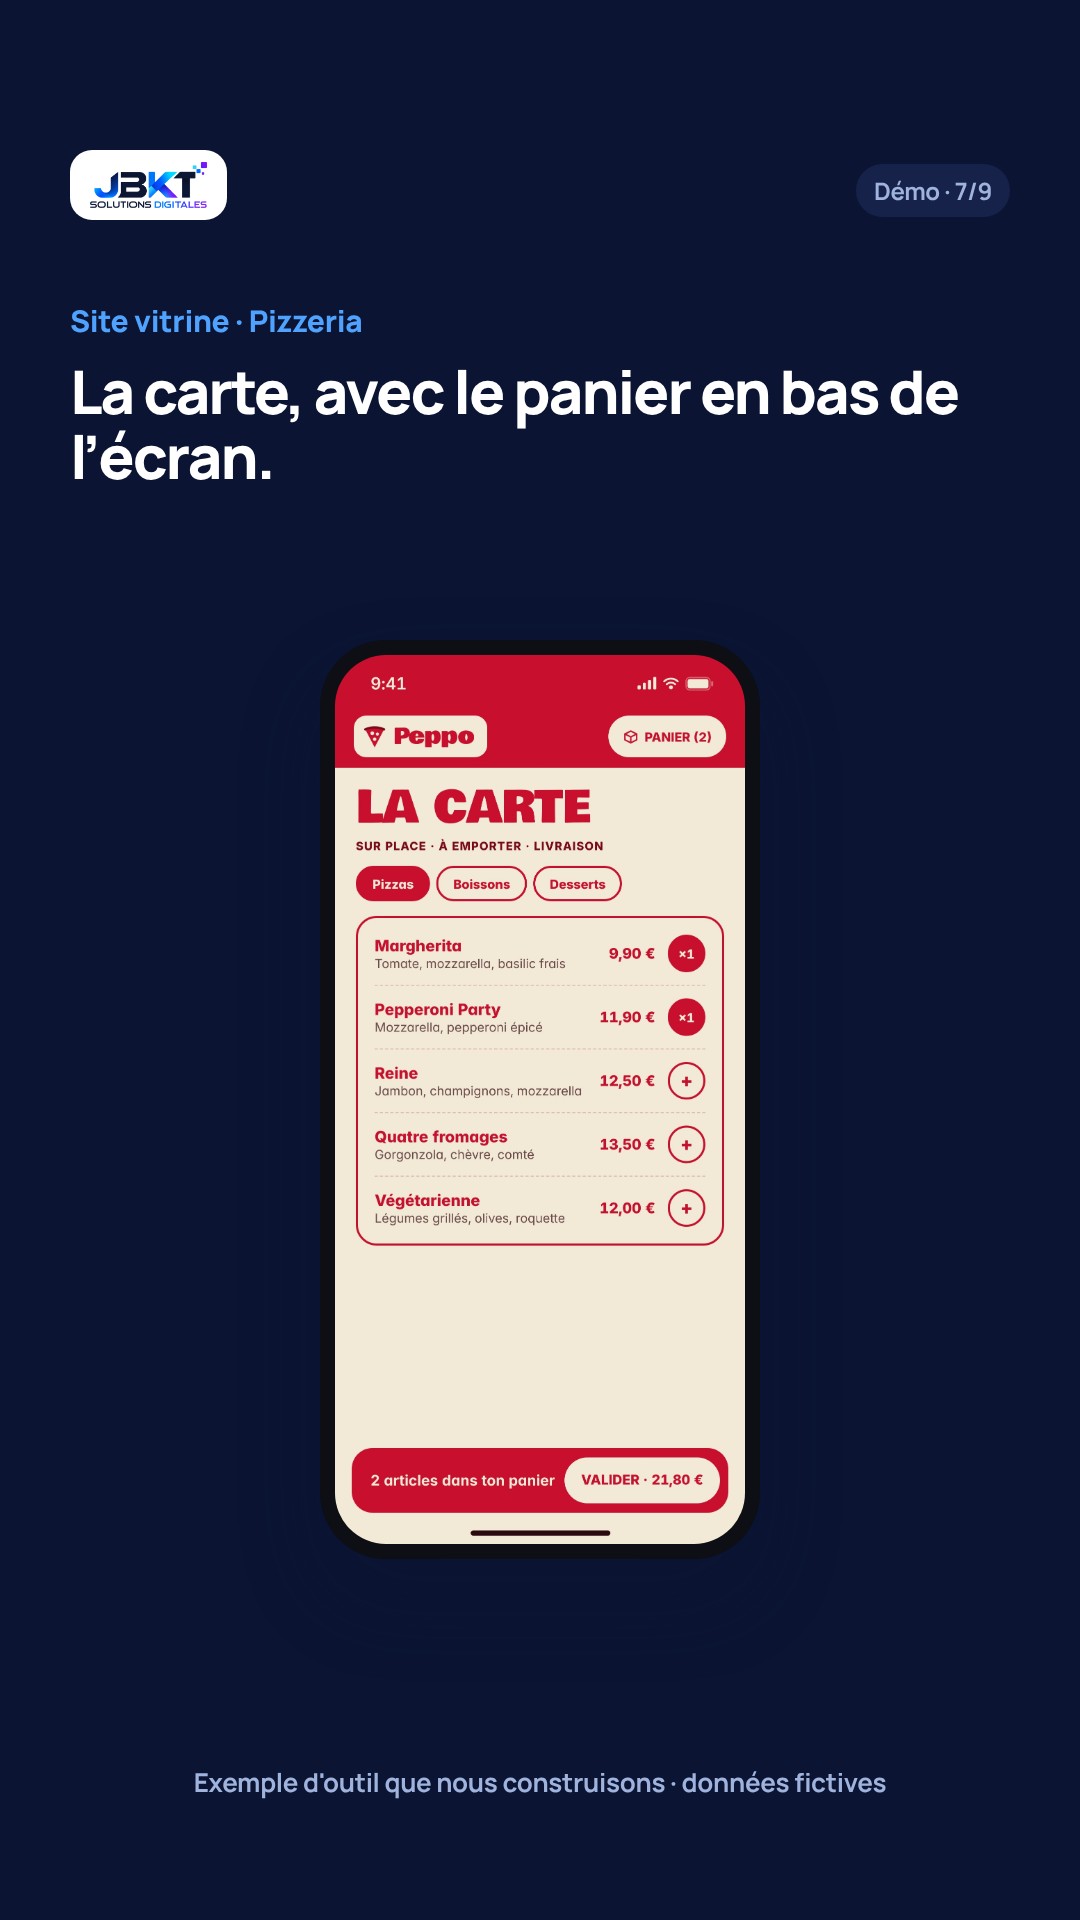 JBKT
SOLUTIONS DIGITALES
Démo · 7/9
Site vitrine · Pizzeria
La carte, avec le panier en bas de
l’écran.
9:41
Peppo
PANIER (2)
LA CARTE
SUR PLACE · À EMPORTER · LIVRAISON
Pizzas
Boissons
Desserts
Margherita
Tomate, mozzarella, basilic frais
9,90 €
×1
Pepperoni Party
Mozzarella, pepperoni épicé
11,90 €
×1
Reine
Jambon, champignons, mozzarella
12,50 €
+
Quatre fromages
Gorgonzola, chèvre, comté
13,50 €
+
Végétarienne
Légumes grillés, olives, roquette
12,00 €
+
2 articles dans ton panier
VALIDER · 21,80 €
Exemple d'outil que nous construisons · données fictives